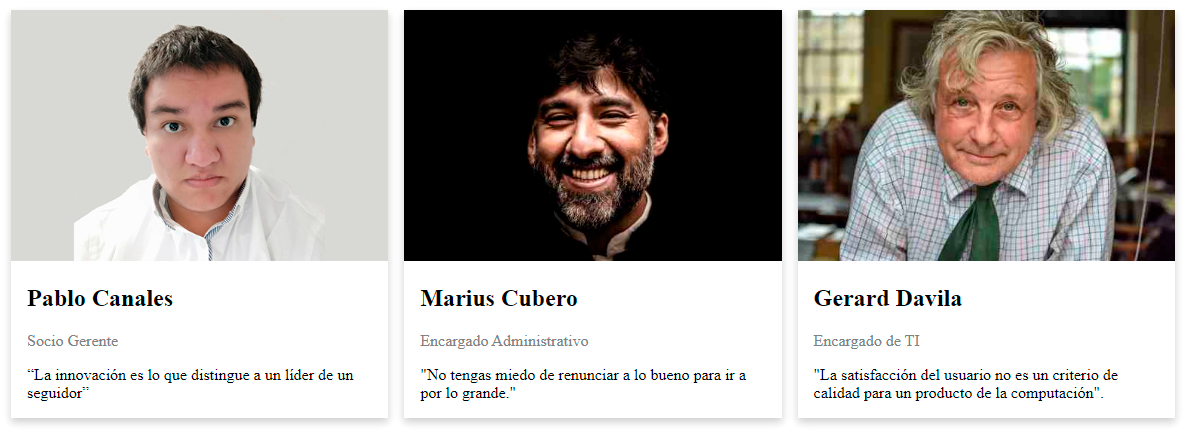 Pablo Canales
Socio Gerente
“La innovación es lo que distingue a un líder de un
seguidor”
Marius Cubero
Encargado Administrativo
"No tengas miedo de renunciar a lo bueno para ir a
por lo grande."
Gerard Davila
Encargado de TI
"La satisfacción del usuario no es un criterio de
calidad para un producto de la computación".